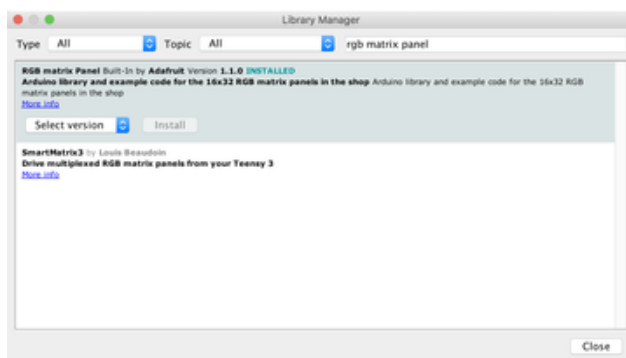 Library Manager
Type All Topic All rgb matrix panel
RGB matrix Panel Built-In by Adafruit Version 1.1.0 INSTALLED
Arduino library and example code for the 16x32 RGB matrix panels in the shop Arduino library and example code for the 16x32 RGB
matrix panels in the shop
More info
Select version Install
SmartMatrix3 by Louis Beaudoin
Drive multiplexed RGB matrix panels from your Teensy 3
More info
Close